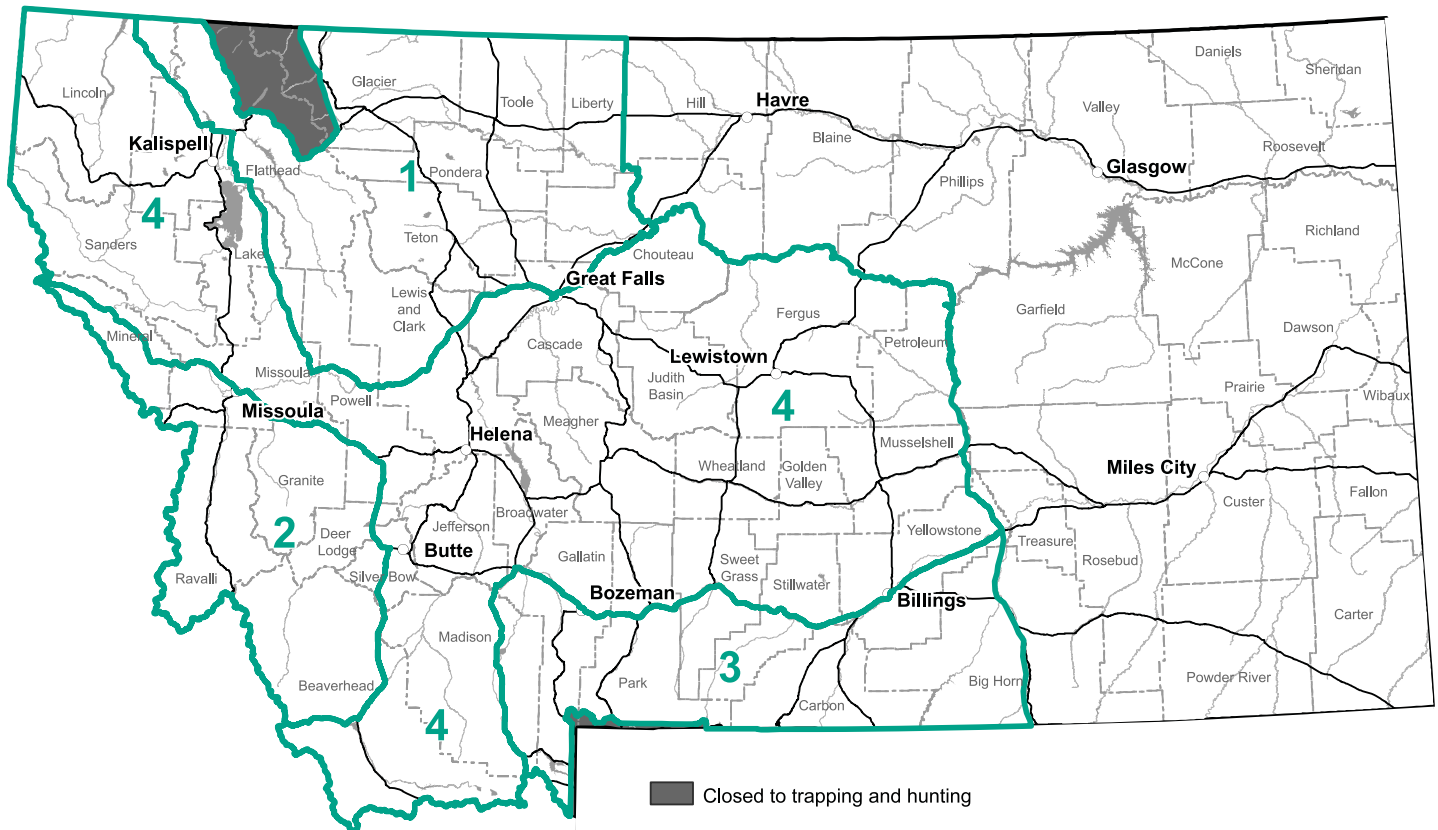 Daniels
Sheridan
Glacier
Lincoln
Toole
Liberty
Hill
Havre
Valley
Kalispell
Blaine
Roosevelt
Flathead
1
Pondera
Glasgow
Phillips
4
Sanders
Teton
Richland
Lake
Chouteau
McCone
Great Falls
Lewis
and
Clark
Garfield
Fergus
Dawson
Mineral
Cascade
Petroleum
Lewistown
Missoula
Judith
Basin
Prairie
Powell
4
Wibaux
Missoula
Meagher
Helena
Musselshell
Wheatland
Golden
Valley
Miles City
Granite
Fallon
Custer
Broadwater
Jefferson
2
Deer
Lodge
Yellowstone
Treasure
Butte
Gallatin
Sweet
Grass
Rosebud
Ravalli
Silver Bow
Stillwater
Bozeman
Billings
Carter
Madison
3
Beaverhead
Park
Big Horn
Powder River
Carbon
4
Closed to trapping and hunting